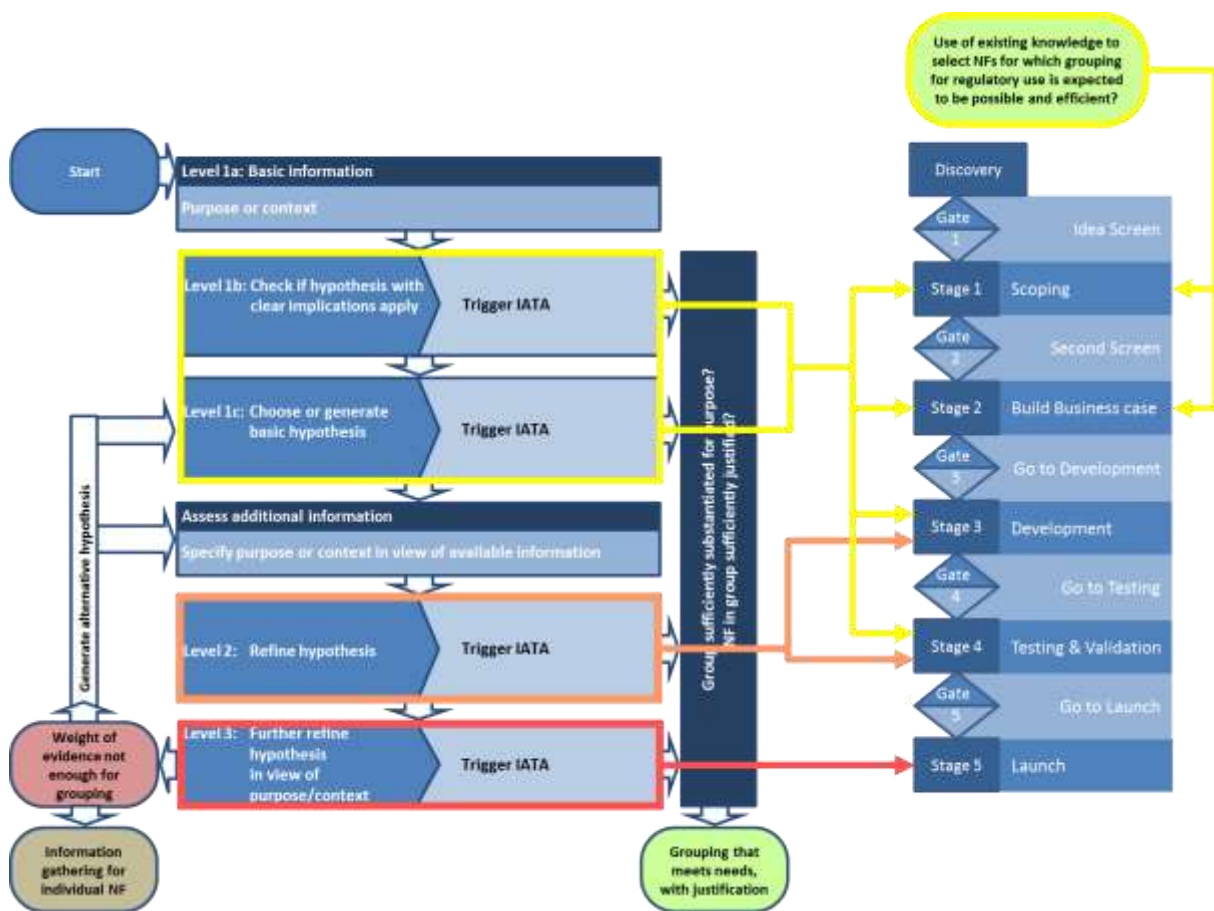 Use of existing knowledge to
select NFs for which grouping
for regulatory use is expected
to be possible and efficient?
Start
Level 1a: Basic information
Purpose or context
Level 1b: Check if hypothesis with
clear implications apply
Trigger IATA
Level 1c: Choose or generate
basic hypothesis
Trigger IATA
Assess additional information
Specify purpose or context in view of available information
Level 2: Refine hypothesis
Trigger IATA
Level 3: Further refine
hypothesis
in view of
purpose/context
Trigger IATA
Generate alternative hypothesis
Weight of
evidence not
enough for
grouping
Information
gathering for
individual NF
Group sufficiently substantiated for purpose?
NF in group sufficiently justified?
Grouping that
meets needs,
with justification
Discovery
Gate
1
Idea Screen
Stage 1
Scoping
Gate
2
Second Screen
Stage 2
Build Business case
Gate
3
Go to Development
Stage 3
Development
Gate
4
Go to Testing
Stage 4
Testing & Validation
Gate
5
Go to Launch
Stage 5
Launch